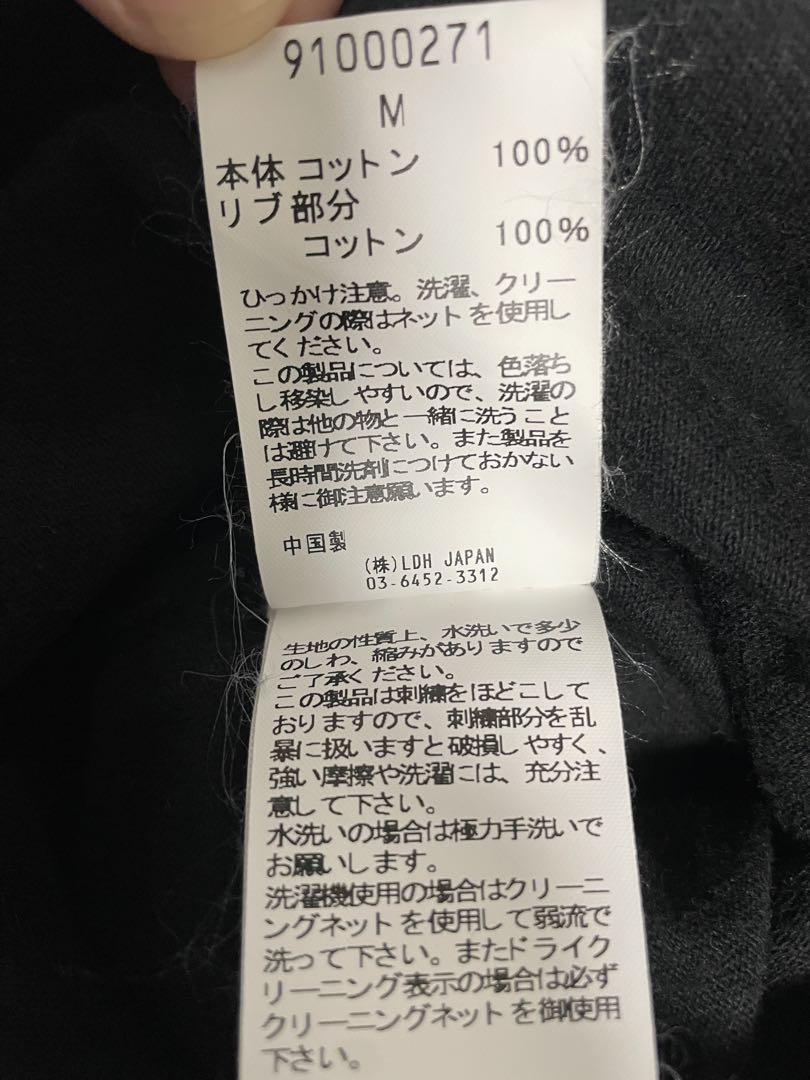 91000271
M
本体 コットン 100%
リブ部分
コットン 100%
ひっかけ注意。洗濯、クリー
ニングの際はネットを使用し
てください。
この製品については、色落ち
し移染しやすいので、洗濯の
際は他の物と一緒に洗うこと
は避けて下さい。また製品を
長時間洗剤につけておかない
様に御注意願います。
中国製
(株)LDH JAPAN
03-6452-3312
生地の性質上、水洗いで多少
のしわ、縮みがありますので
ご了承ください。
この製品は刺繍をほどこして
おりますので、刺繍部分を乱
暴に扱いますと破損しやすく、
強い摩擦や洗濯には、充分注
意して下さい。
水洗いの場合は極力手洗いで
お願いします。
洗濯機使用の場合はクリーニ
ングネットを使用して弱流で
洗って下さい。またドライク
リーニング表示の場合は必ず
クリーニングネットを御使用
下さい。